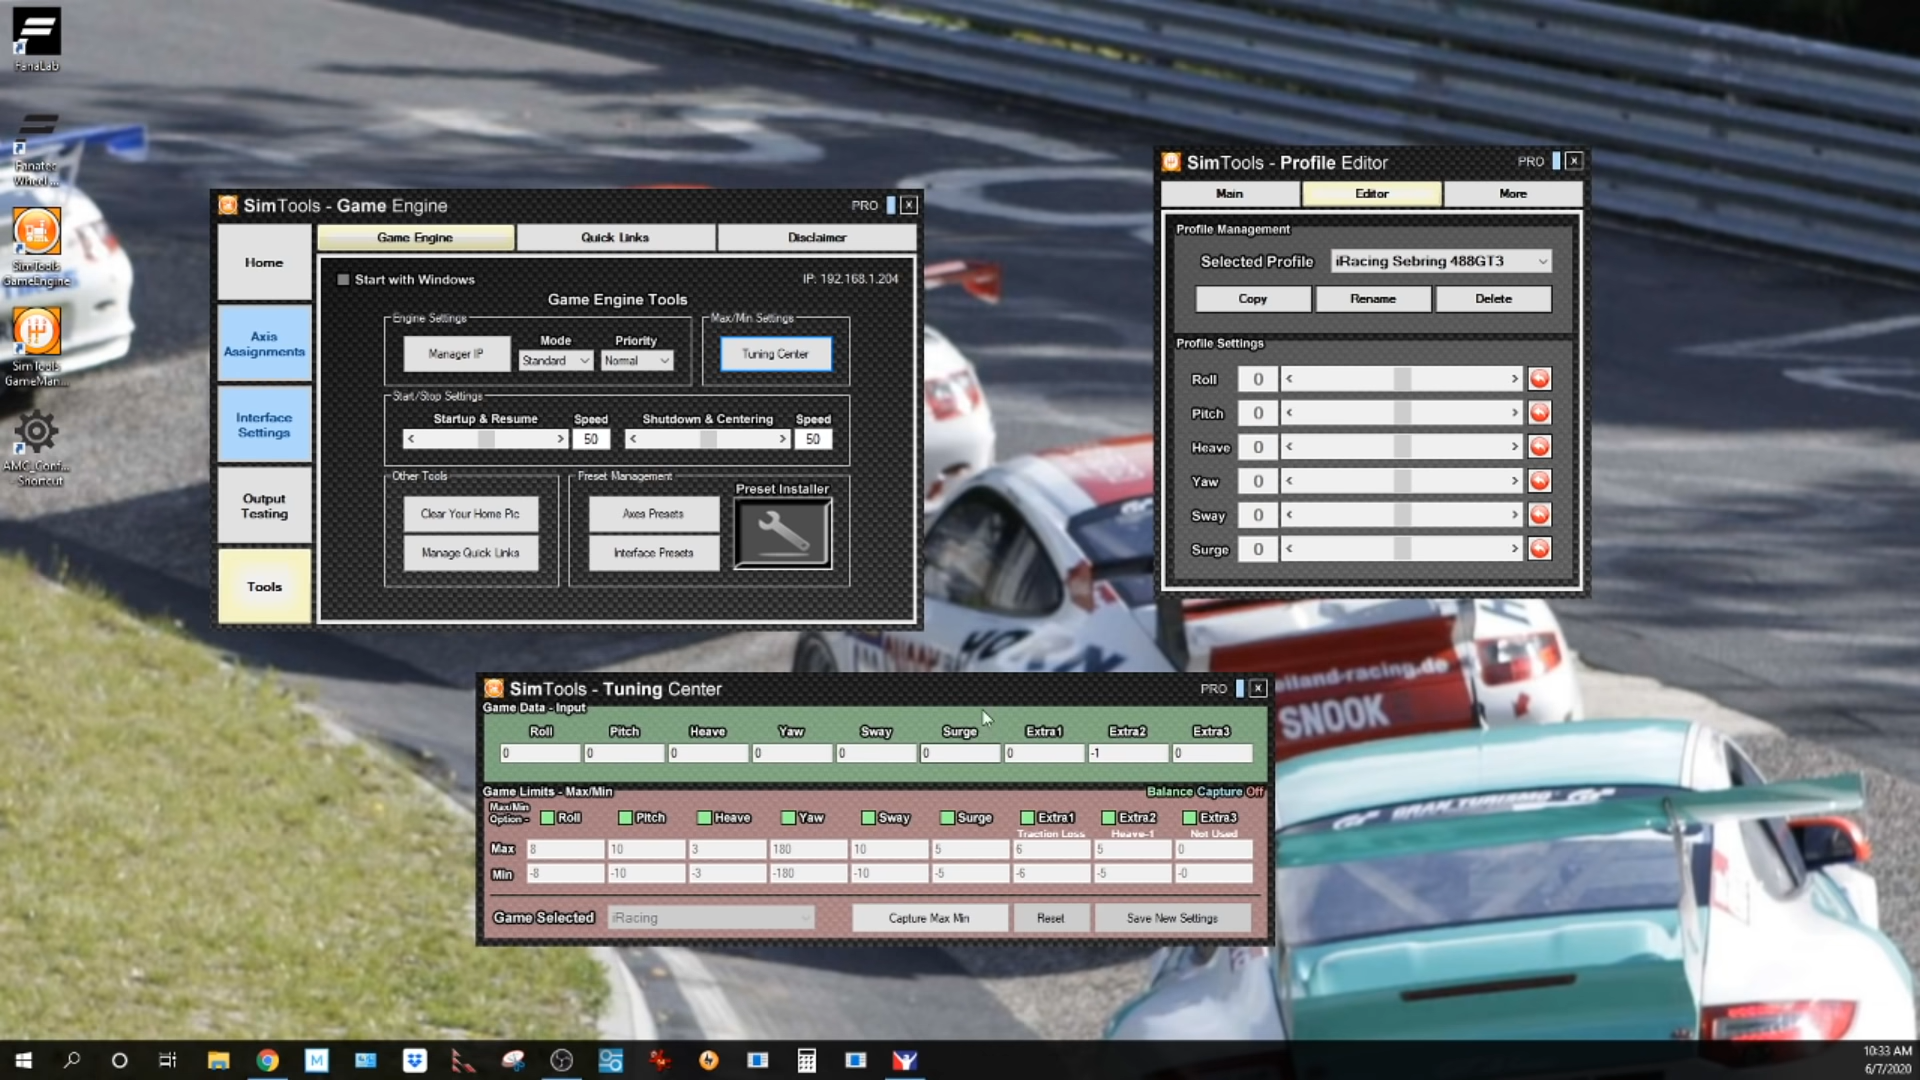 FanaLab
Fanatec
Wheel ...
SimTools
GameEngine
SimTools
GameMan...
AMC_Conf...
- Shortcut
SimTools - Game Engine
PRO
x
Home
Axis
Assignments
Interface
Settings
Output
Testing
Tools
Game Engine
Quick Links
Disclaimer
Start with Windows
IP: 192.168.1.204
Game Engine Tools
Engine Settings
Manager IP
Mode
Standard
Priority
Normal
Max/Min Settings
Tuning Center
Start/Stop Settings
Startup & Resume
Speed
< > 50
Shutdown & Centering
Speed
< > 50
Other Tools
Clear Your Home Pic
Manage Quick Links
Preset Management
Axes Presets
Interface Presets
Preset Installer
SimTools - Profile Editor
PRO
x
Main
Editor
More
Profile Management
Selected Profile iRacing Sebring 488GT3
Copy
Rename
Delete
Profile Settings
Roll 0 < >
Pitch 0 < >
Heave 0 < >
Yaw 0 < >
Sway 0 < >
Surge 0 < >
eiland-racing.de
SNOOK
GRAN TURISMO
SimTools - Tuning Center
PRO
x
Game Data - Input
Roll Pitch Heave Yaw Sway Surge Extra1 Extra2 Extra3
0 0 0 0 0 0 0 -1 0
Game Limits - Max/Min
Balance Capture Off
Max/Min
Option -
Roll Pitch Heave Yaw Sway Surge Extra1 Extra2 Extra3
Traction Loss Heave-1 Not Used
Max 8 10 3 180 10 5 6 5 0
Min -8 -10 -3 -180 -10 -5 -6 -5 -0
Game Selected iRacing
Capture Max Min
Reset
Save New Settings
M
10:33 AM
6/7/2020